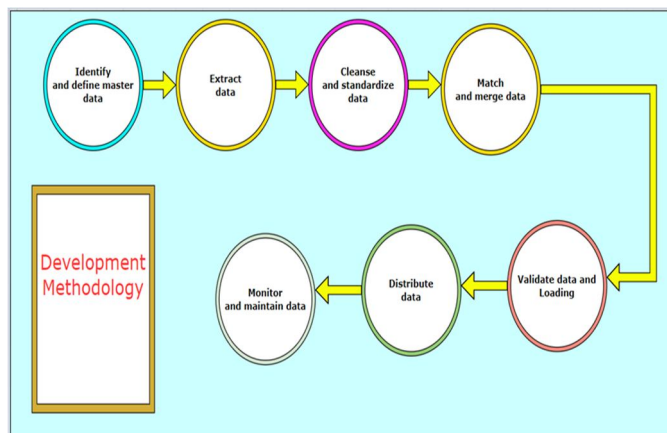 Identify
and define master
data
Extract
data
Cleanse
and standardize
data
Match
and merge data
Validate data and
Loading
Distribute
data
Monitor
and maintain data
Development
Methodology